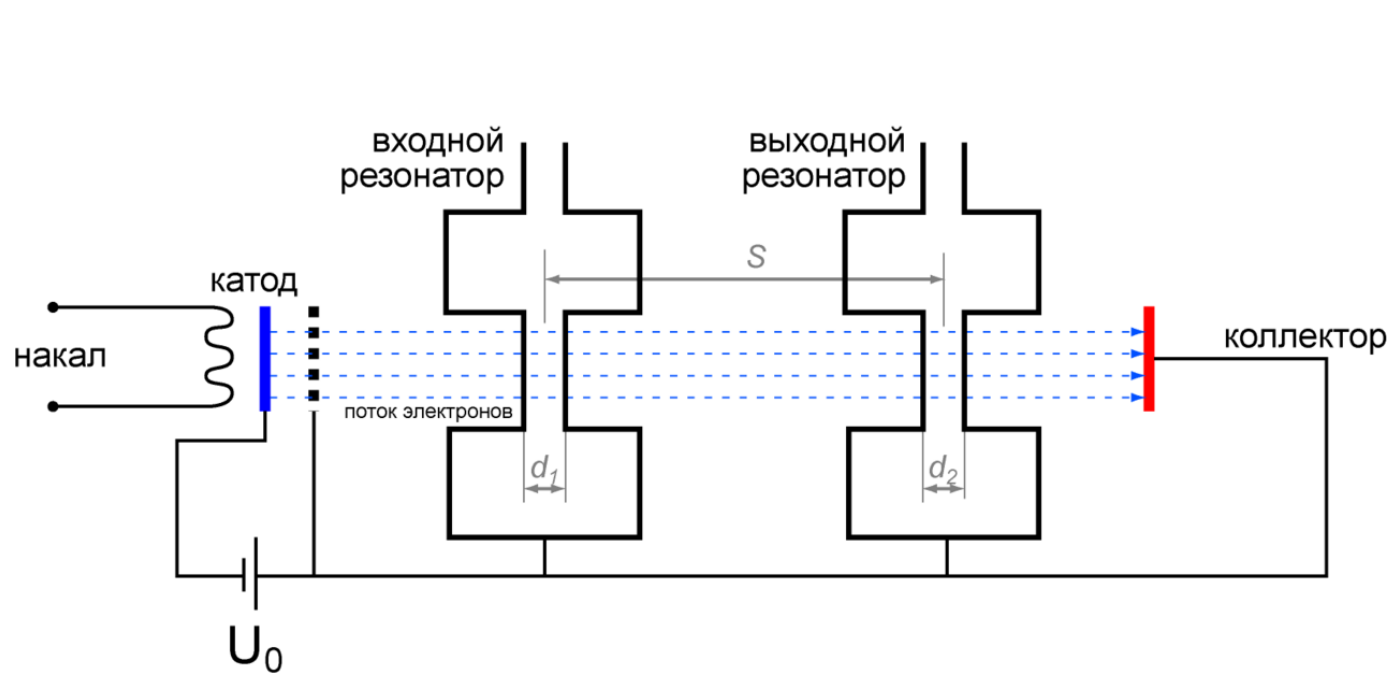 входной
резонатор
выходной
резонатор
S
катод
накал
коллектор
поток электронов
d1
d2
U0